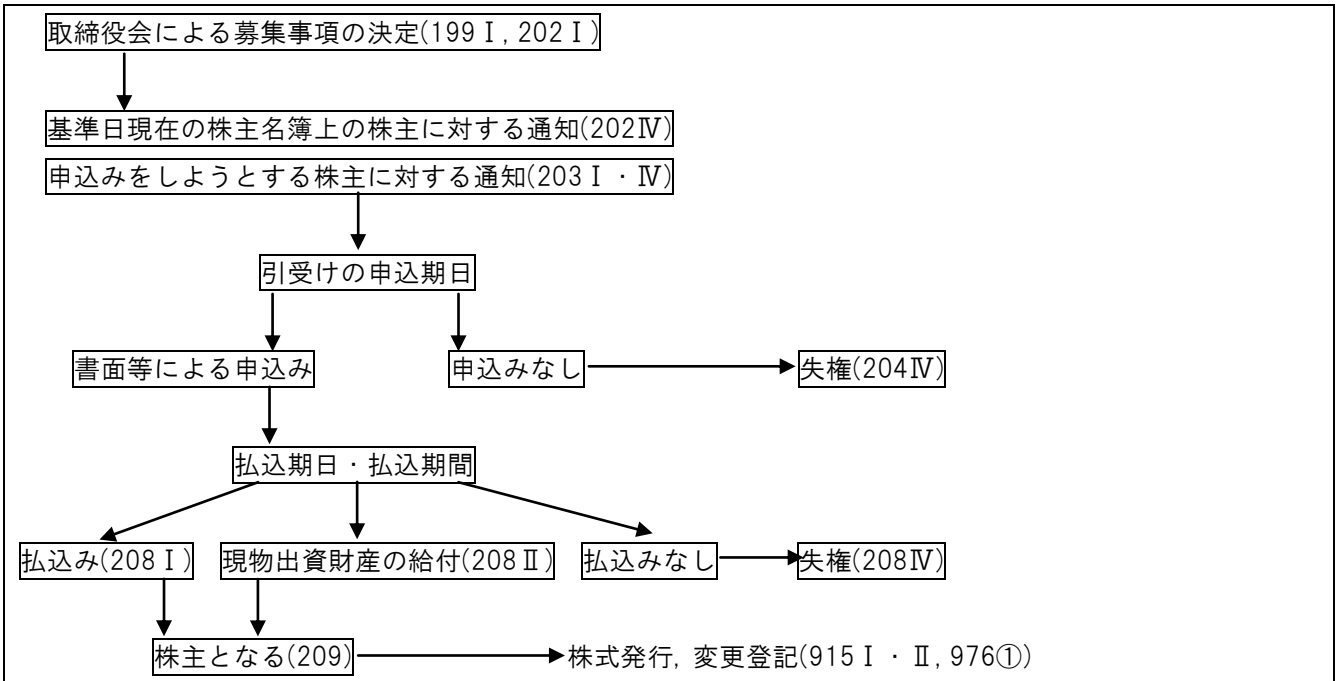 取締役会による募集事項の決定(199Ⅰ, 202Ⅰ)
基準日現在の株主名簿上の株主に対する通知(202Ⅳ)
申込みをしようとする株主に対する通知(203Ⅰ・Ⅳ)
引受けの申込期日
書面等による申込み 申込みなし 失権(204Ⅳ)
払込期日・払込期間
払込み(208Ⅰ) 現物出資財産の給付(208Ⅱ) 払込みなし 失権(208Ⅳ)
株主となる(209) 株式発行, 変更登記(915Ⅰ・Ⅱ, 976①)